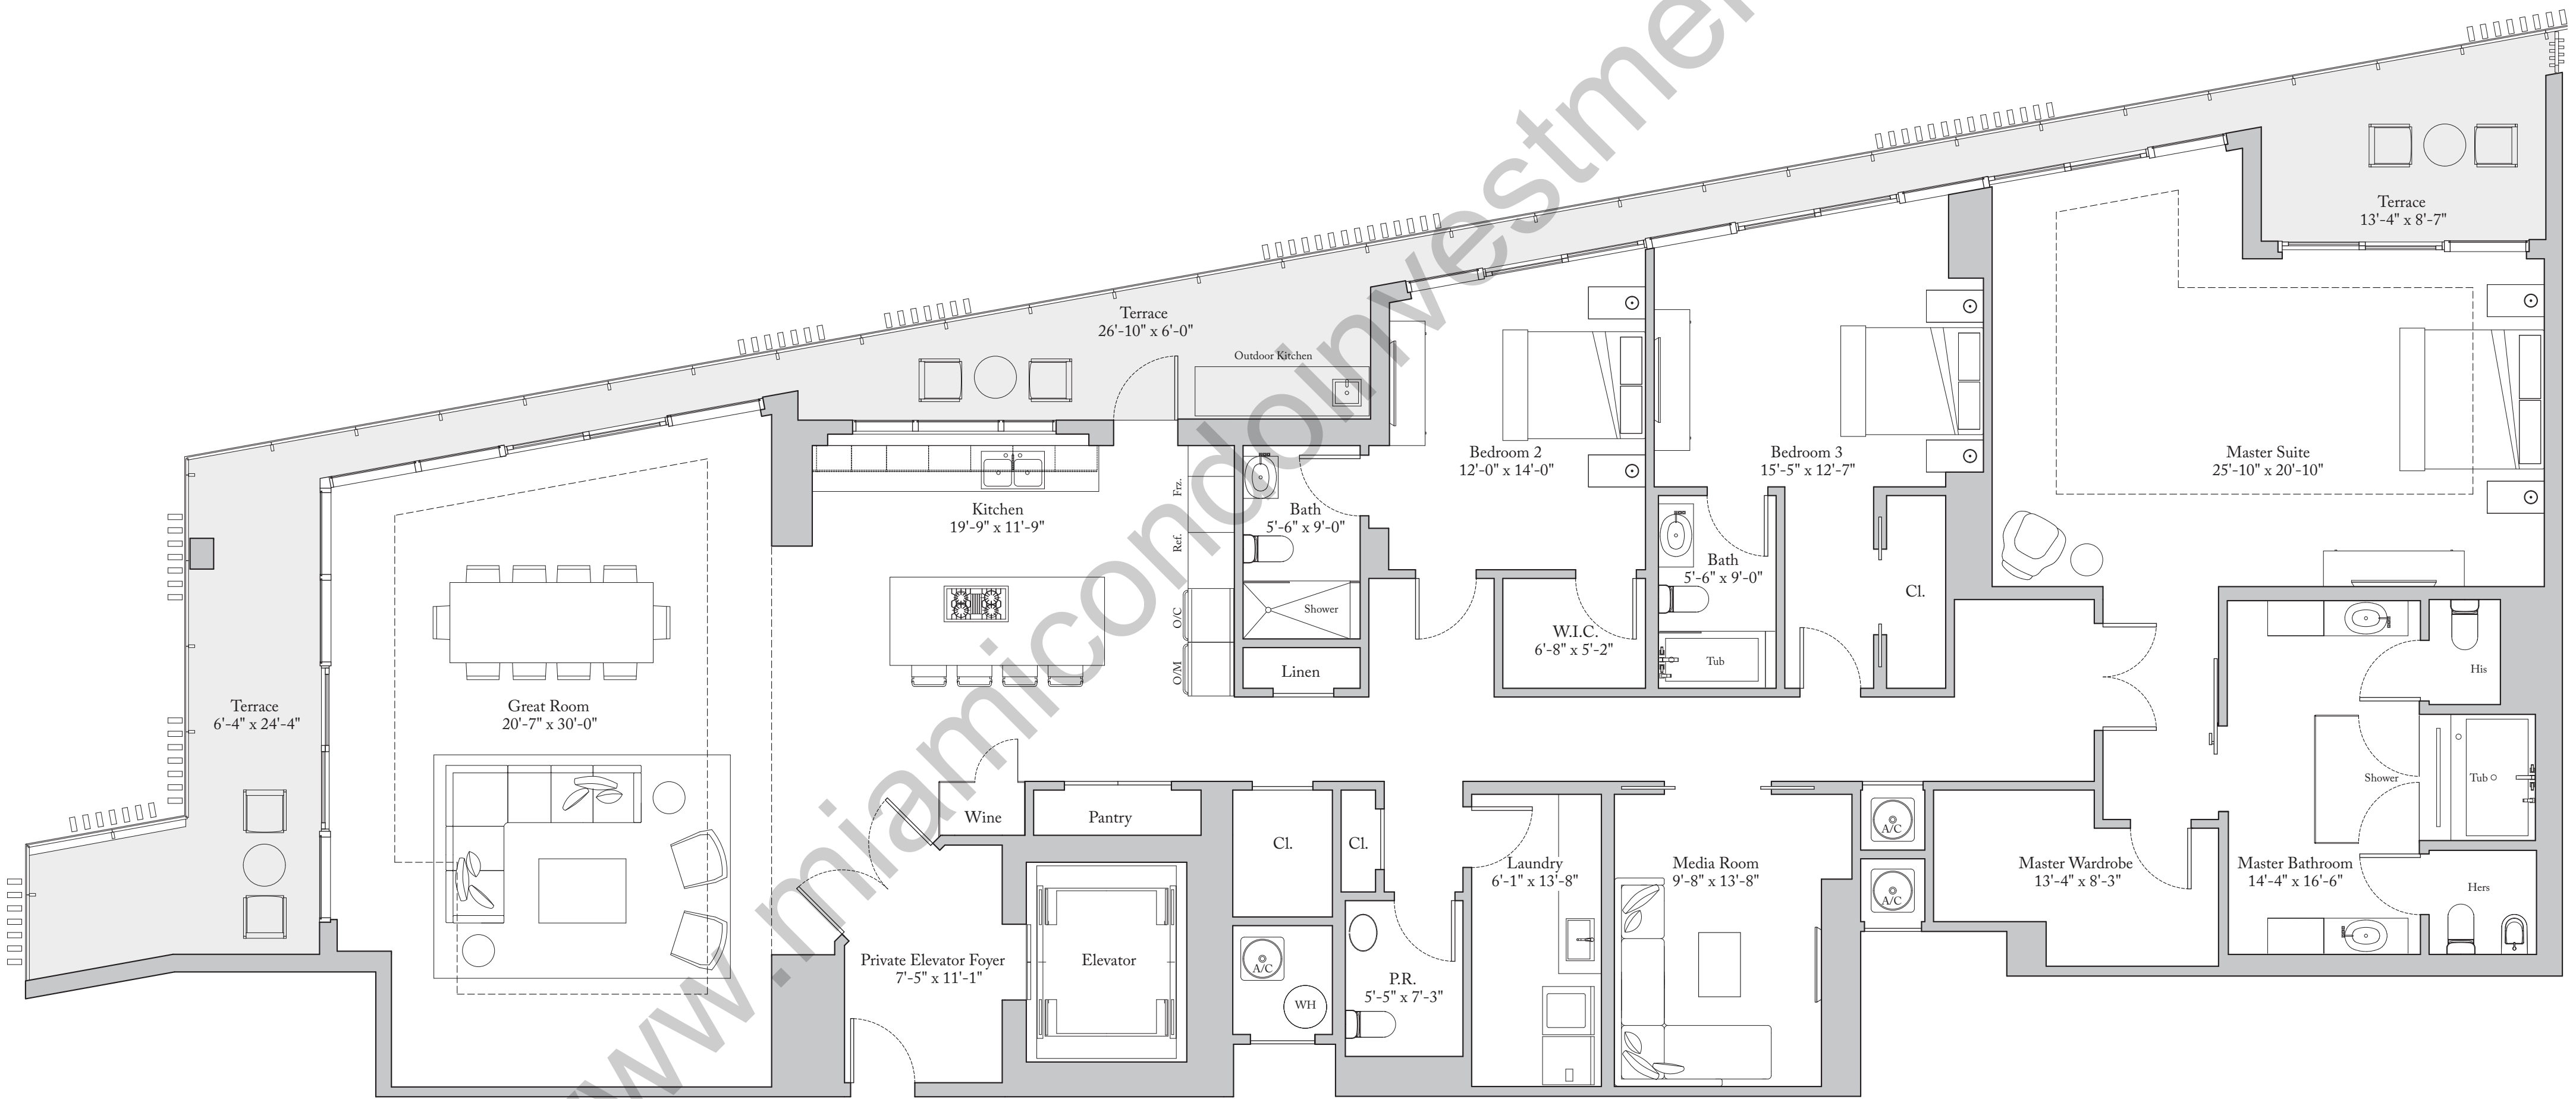 Terrace
13'-4" x 8'-7"
Terrace
26'-10" x 6'-0"
Outdoor Kitchen
Bedroom 2
12'-0" x 14'-0"
Bedroom 3
15'-5" x 12'-7"
Master Suite
25'-10" x 20'-10"
Kitchen
19'-9" x 11'-9"
Frz.
Ref.
O/C
O/M
Bath
5'-6" x 9'-0"
Shower
Linen
Bath
5'-6" x 9'-0"
Tub
Cl.
W.I.C.
6'-8" x 5'-2"
Terrace
6'-4" x 24'-4"
Great Room
20'-7" x 30'-0"
His
Shower
Tub
Wine
Pantry
Cl.
Cl.
Laundry
6'-1" x 13'-8"
Media Room
9'-8" x 13'-8"
A/C
A/C
Master Wardrobe
13'-4" x 8'-3"
Master Bathroom
14'-4" x 16'-6"
Hers
Private Elevator Foyer
7'-5" x 11'-1"
Elevator
A/C
WH
P.R.
5'-5" x 7'-3"